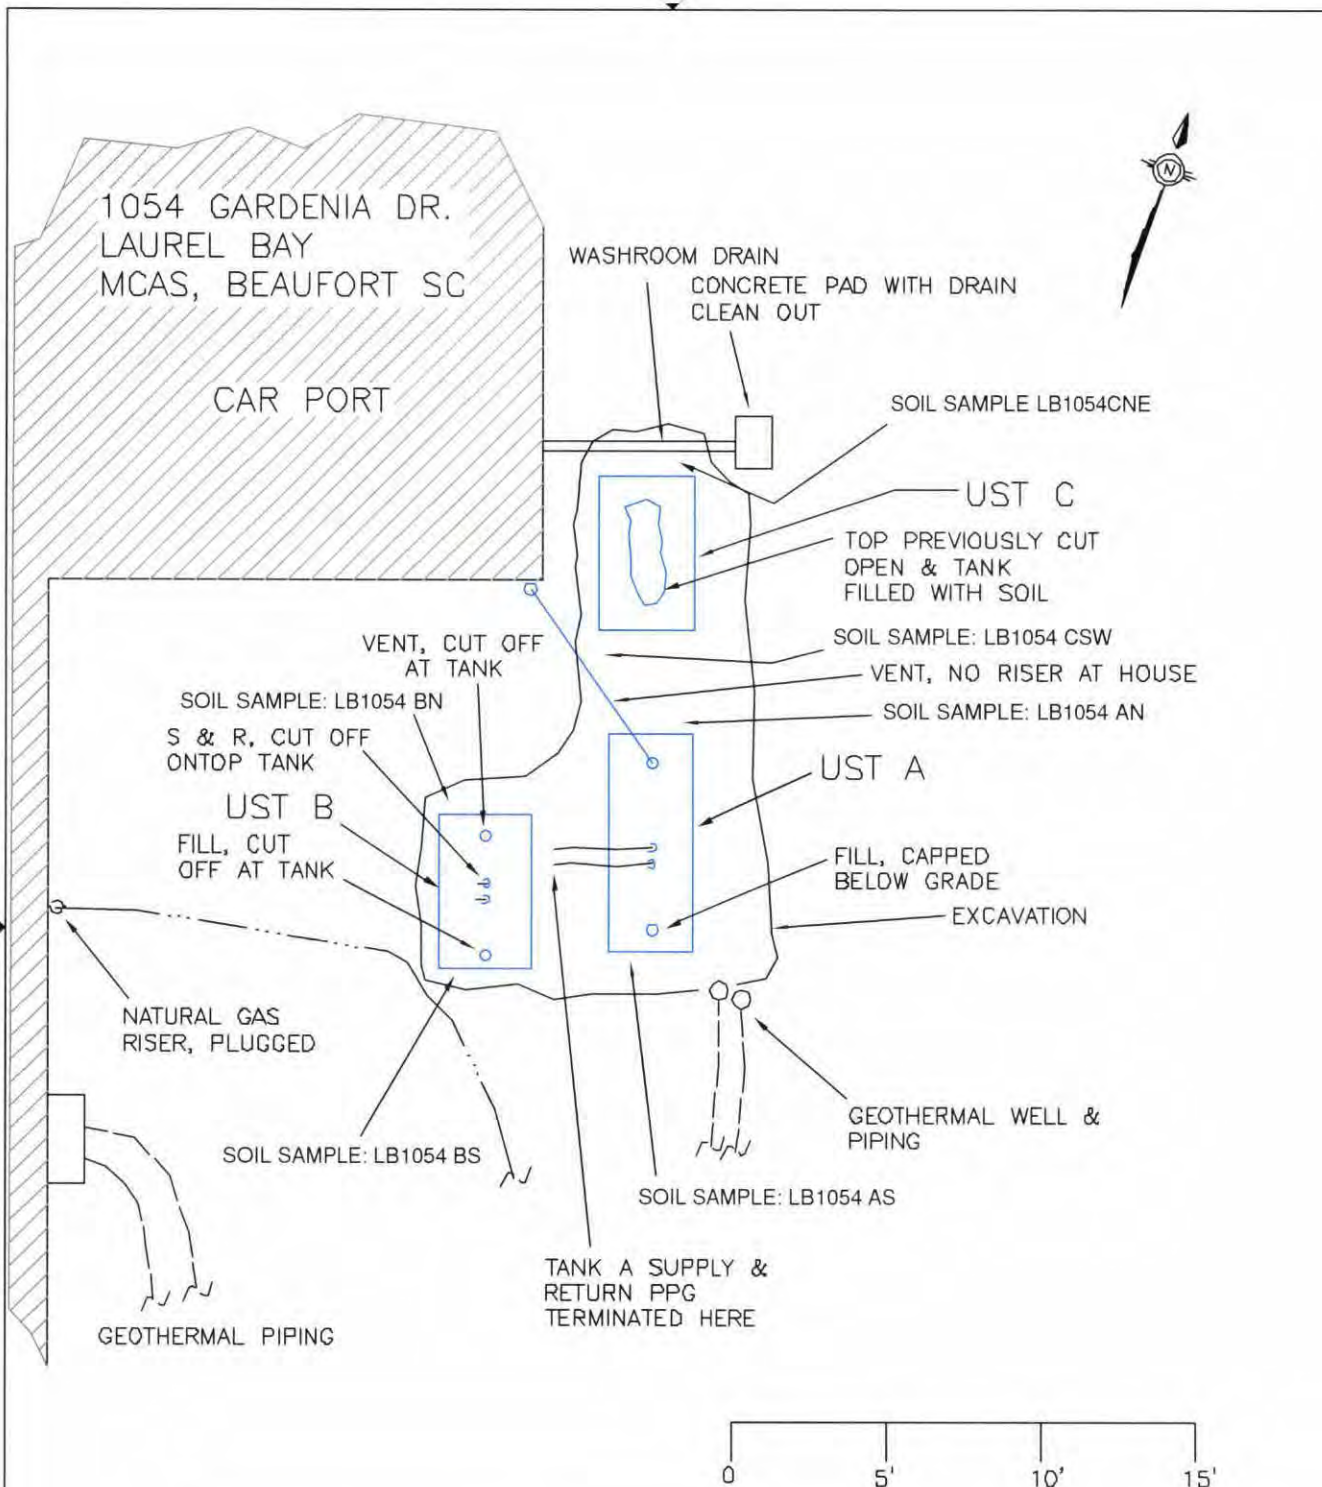 1054 GARDENIA DR.
LAUREL BAY
MCAS, BEAUFORT SC
CAR PORT
N
WASHROOM DRAIN
CONCRETE PAD WITH DRAIN
CLEAN OUT
SOIL SAMPLE LB1054CNE
UST C
TOP PREVIOUSLY CUT
OPEN & TANK
FILLED WITH SOIL
SOIL SAMPLE: LB1054 CSW
VENT, NO RISER AT HOUSE
SOIL SAMPLE: LB1054 AN
VENT, CUT OFF
AT TANK
SOIL SAMPLE: LB1054 BN
S & R, CUT OFF
ONTOP TANK
UST B
FILL, CUT
OFF AT TANK
UST A
FILL, CAPPED
BELOW GRADE
EXCAVATION
NATURAL GAS
RISER, PLUGGED
SOIL SAMPLE: LB1054 BS
GEOTHERMAL WELL &
PIPING
SOIL SAMPLE: LB1054 AS
TANK A SUPPLY &
RETURN PPG
TERMINATED HERE
GEOTHERMAL PIPING
0 5' 10' 15'